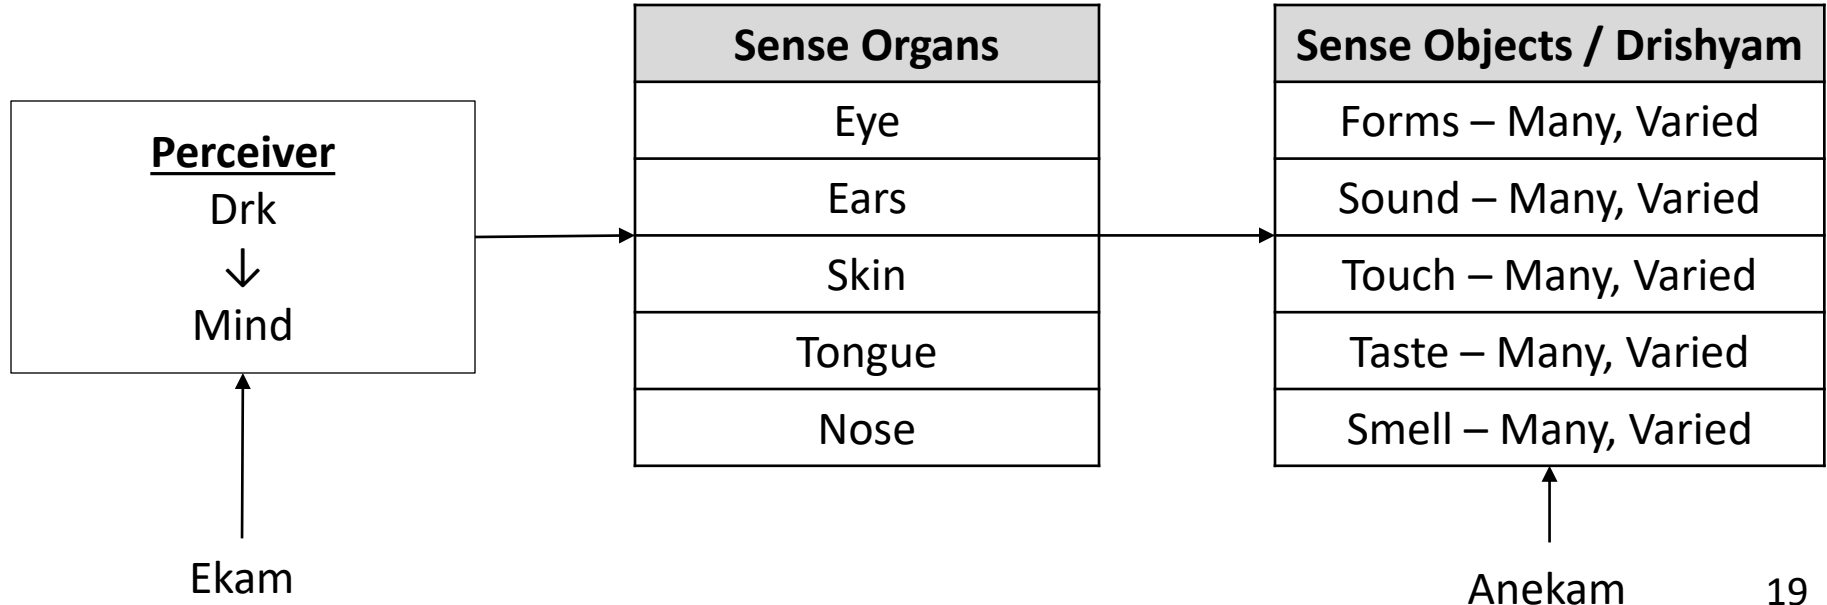 Perceiver
Drk
↓
Mind
Ekam
Sense Organs
Eye
Ears
Skin
Tongue
Nose
Sense Objects / Drishyam
Forms – Many, Varied
Sound – Many, Varied
Touch – Many, Varied
Taste – Many, Varied
Smell – Many, Varied
Anekam
19